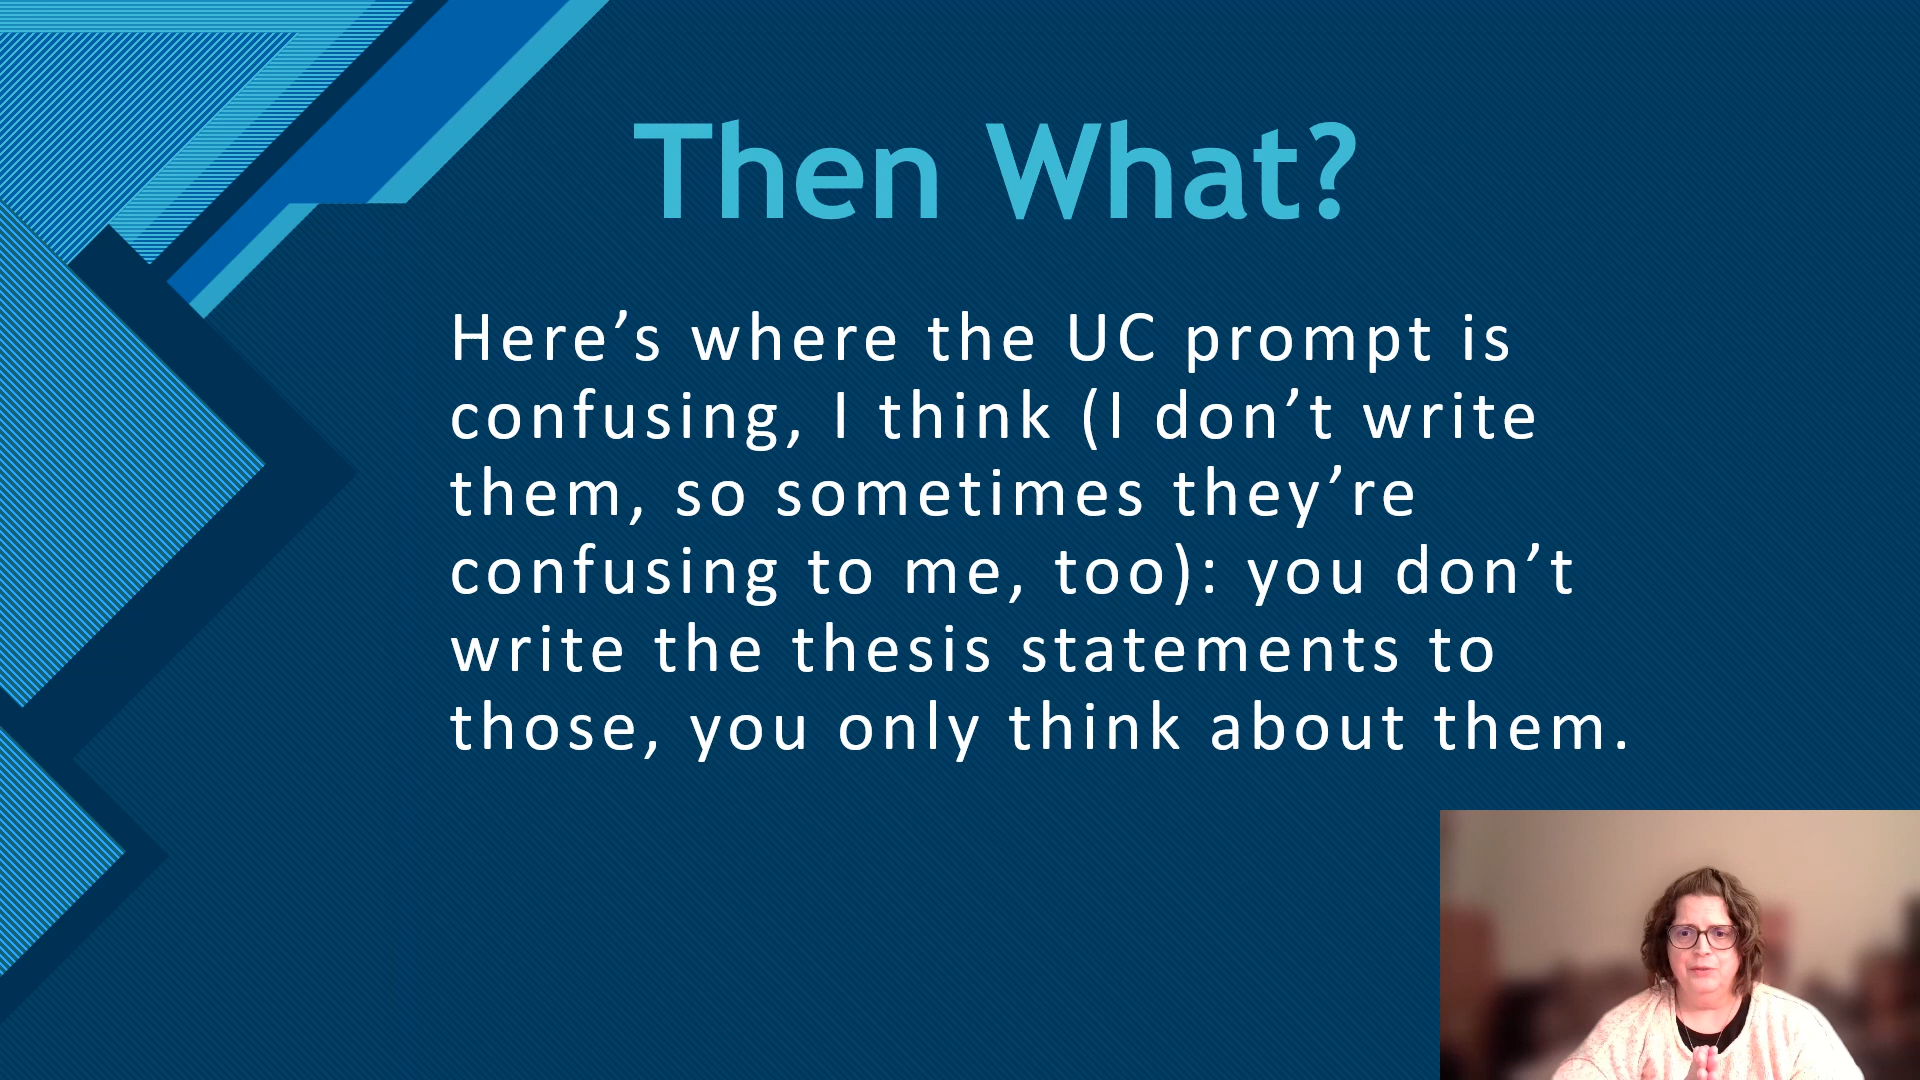 Then What?
Here’s where the UC prompt is
confusing, I think (I don’t write
them, so sometimes they’re
confusing to me, too): you don’t
write the thesis statements to
those, you only think about them.